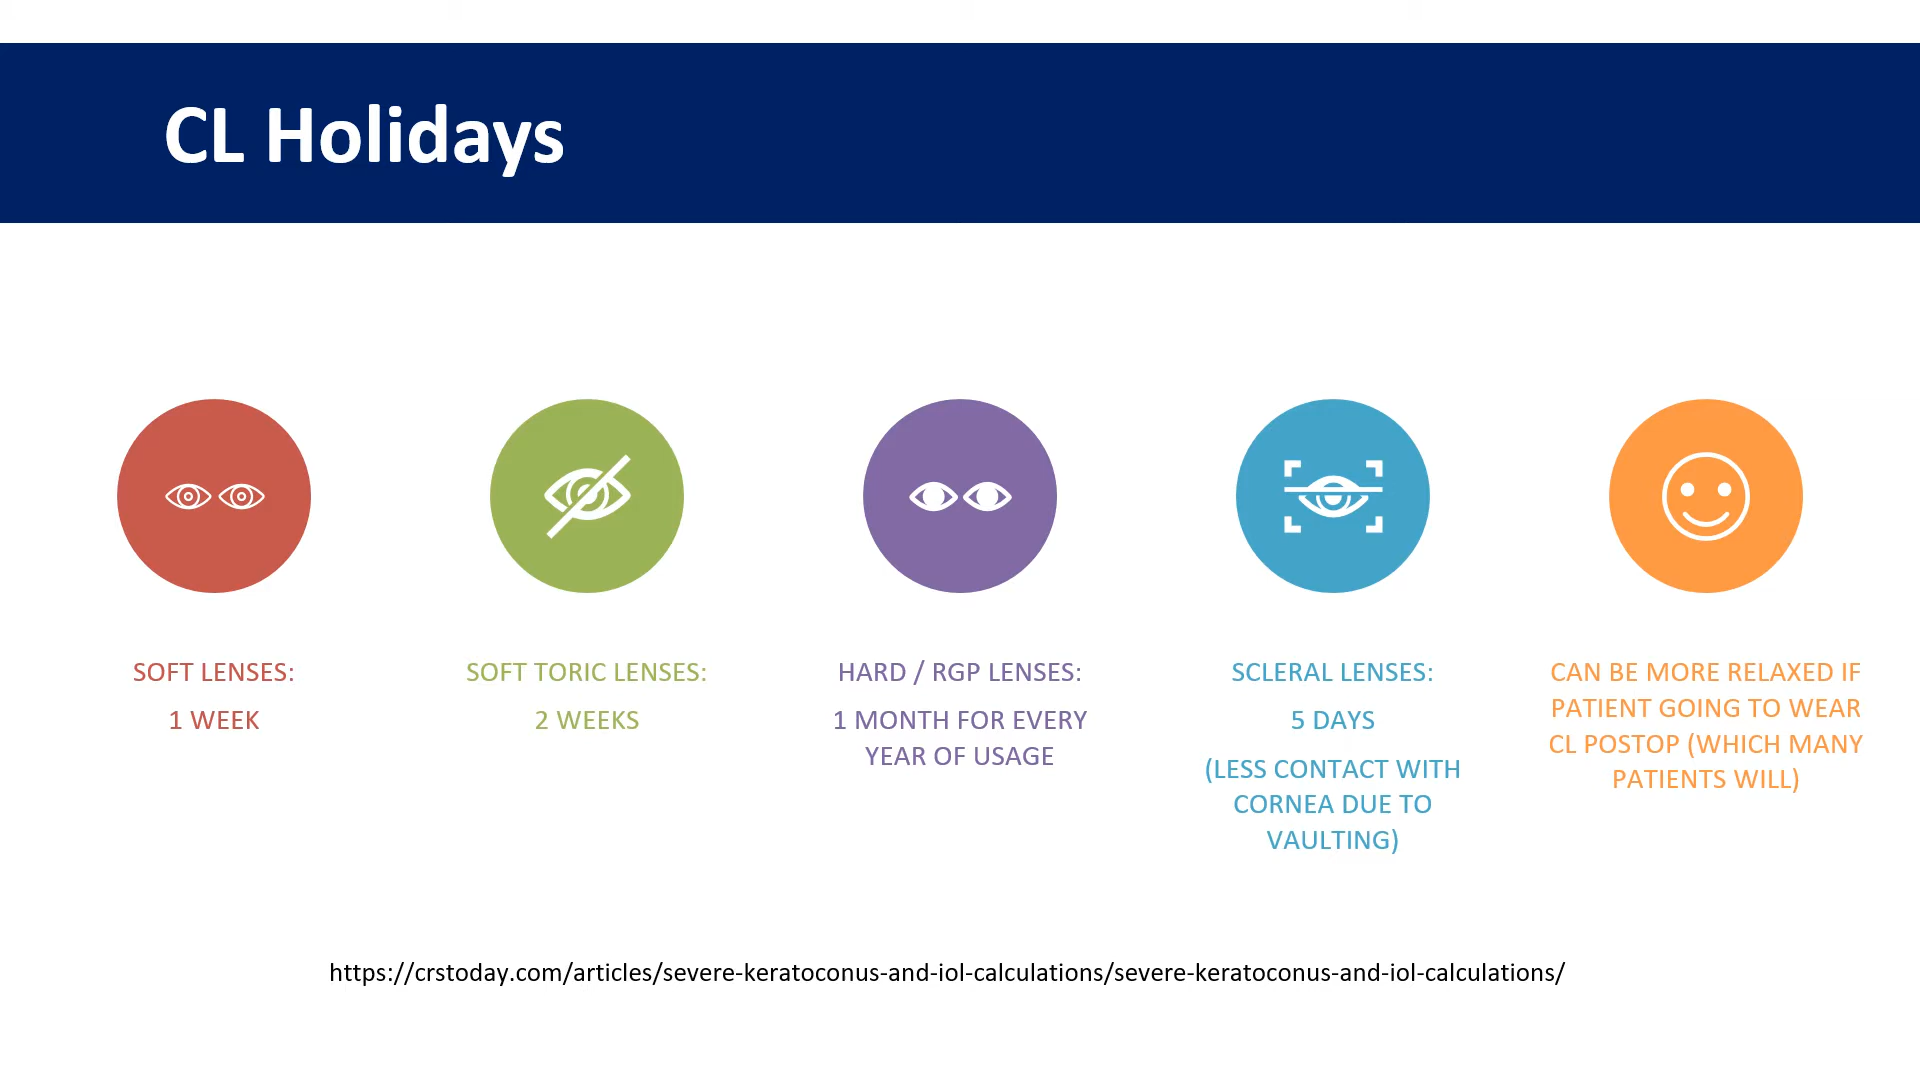 CL Holidays
SOFT LENSES:
1 WEEK
SOFT TORIC LENSES:
2 WEEKS
HARD / RGP LENSES:
1 MONTH FOR EVERY
YEAR OF USAGE
SCLERAL LENSES:
5 DAYS
(LESS CONTACT WITH
CORNEA DUE TO
VAULTING)
CAN BE MORE RELAXED IF
PATIENT GOING TO WEAR
CL POSTOP (WHICH MANY
PATIENTS WILL)
https://crstoday.com/articles/severe-keratoconus-and-iol-calculations/severe-keratoconus-and-iol-calculations/